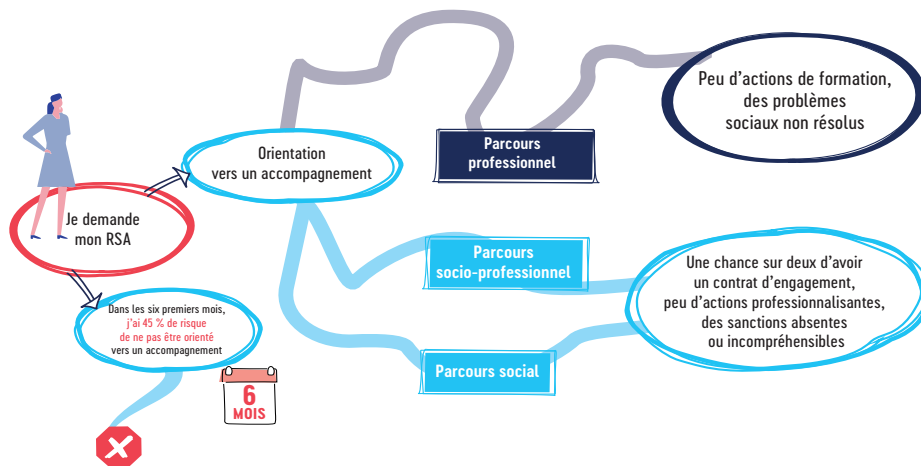 Peu d'actions de formation,
des problèmes
sociaux non résolus
Parcours
professionnel
Orientation
vers un accompagnement
Je demande
mon RSA
Parcours
socio-professionnel
Une chance sur deux d'avoir
un contrat d'engagement,
peu d'actions professionnalisantes,
des sanctions absentes
ou incompréhensibles
Dans les six premiers mois,
j'ai 45 % de risque
de ne pas être orienté
vers un accompagnement
Parcours social
6
MOIS